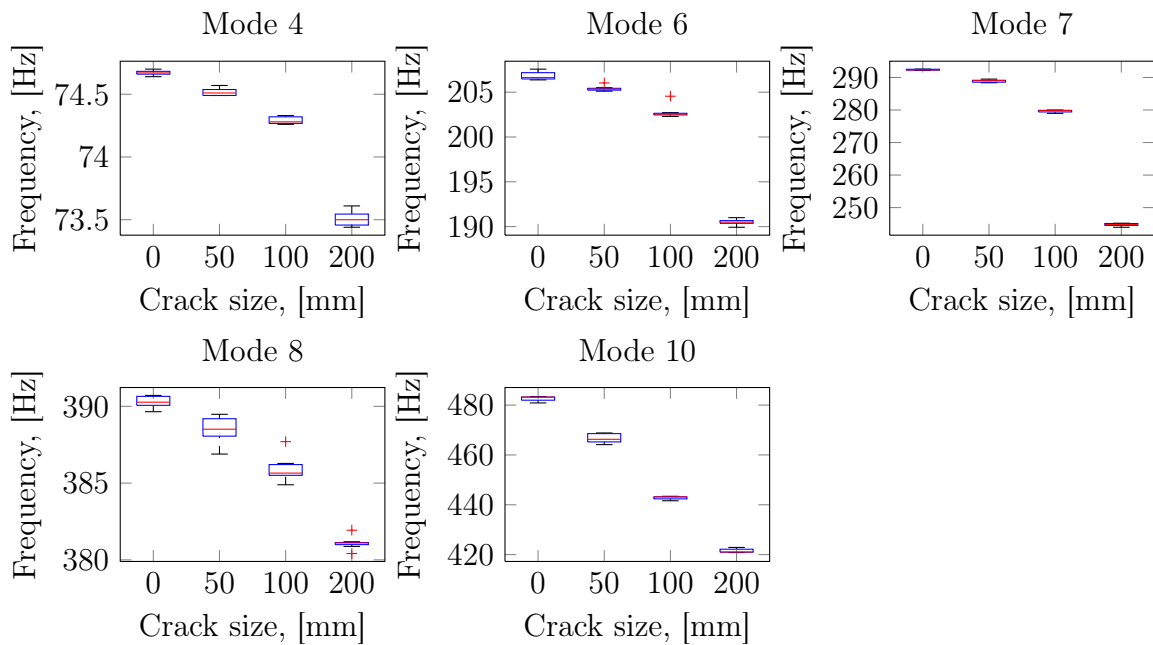 Mode 4
Frequency, [Hz]
74.5
74
73.5
0 50 100 200
Crack size, [mm]
Mode 6
Frequency, [Hz]
205
200
195
190
0 50 100 200
Crack size, [mm]
Mode 7
Frequency, [Hz]
290
280
270
260
250
0 50 100 200
Crack size, [mm]
Mode 8
Frequency, [Hz]
390
385
380
0 50 100 200
Crack size, [mm]
Mode 10
Frequency, [Hz]
480
460
440
420
0 50 100 200
Crack size, [mm]